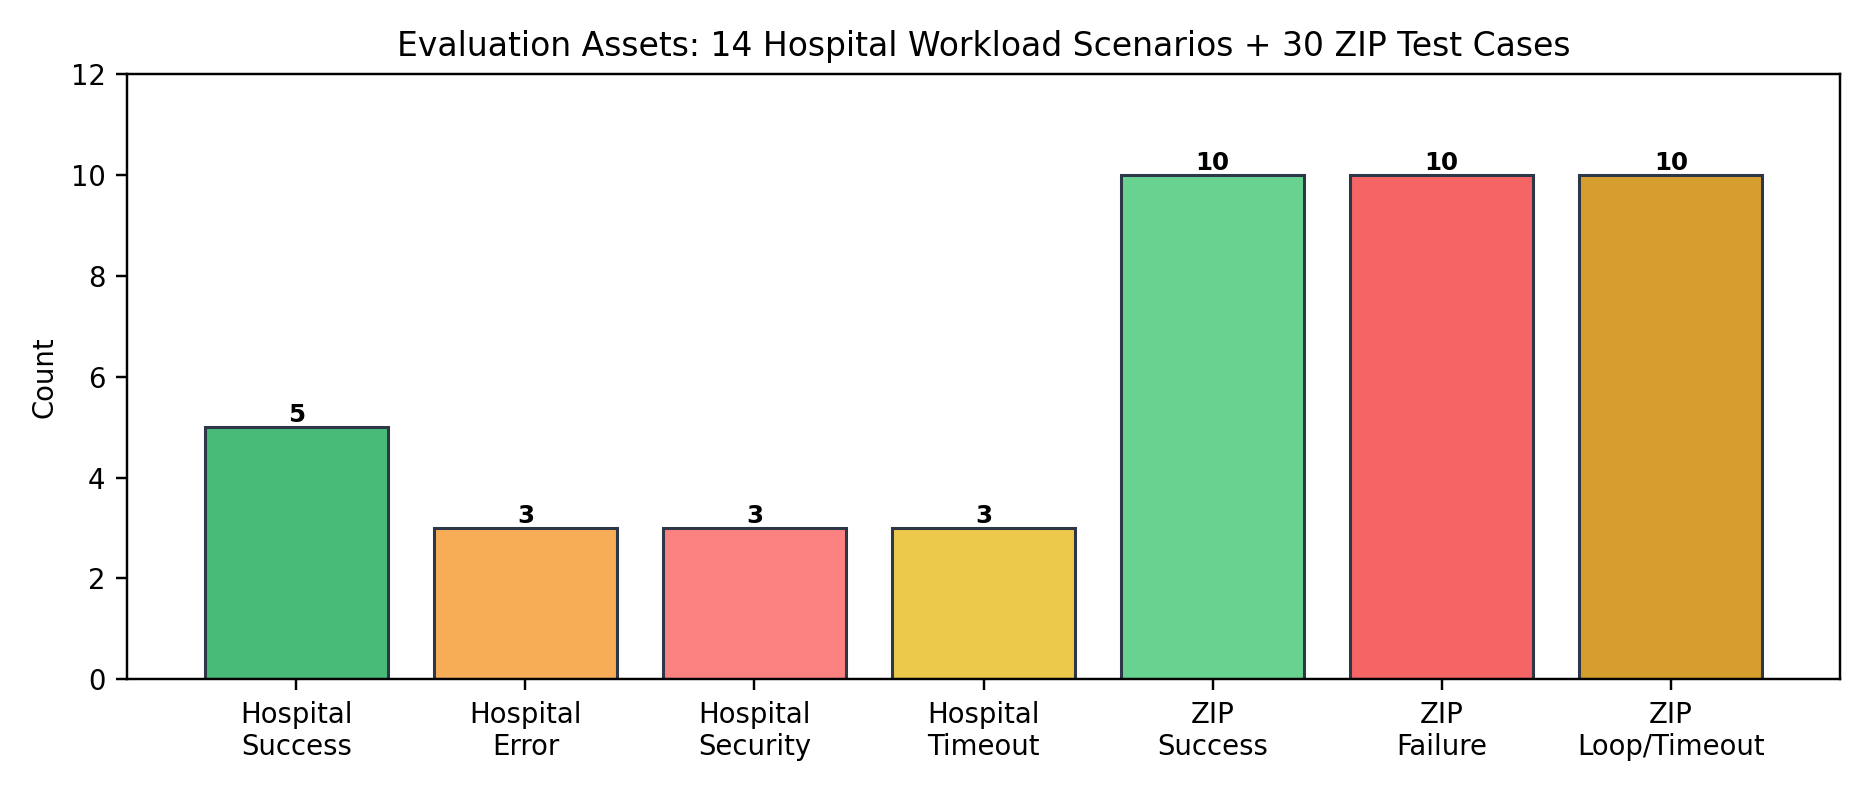 Evaluation Assets: 14 Hospital Workload Scenarios + 30 ZIP Test Cases
Count
12
10
8
6
4
2
0
5
3
3
3
10
10
10
Hospital
Success
Hospital
Error
Hospital
Security
Hospital
Timeout
ZIP
Success
ZIP
Failure
ZIP
Loop/Timeout